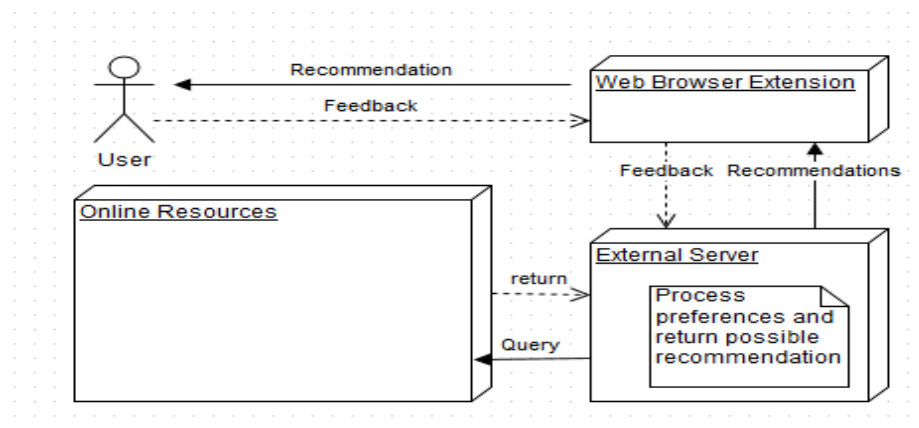 Recommendation
Web Browser Extension
Feedback
User
Feedback
Recommendations
Online Resources
External Server
return
Process
preferences and
return possible
recommendation
Query